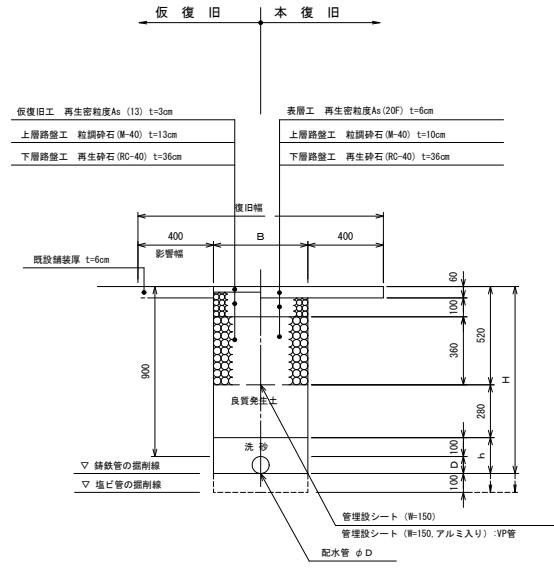 仮 復 旧
本 復 旧
仮復旧工 再生密粒度As (13) t=3cm
上層路盤工 粒調砕石(M-40) t=13cm
下層路盤工 再生砕石(RC-40) t=36cm
表層工 再生密粒度As(20F) t=6cm
上層路盤工 粒調砕石(M-40) t=10cm
下層路盤工 再生砕石(RC-40) t=36cm
復旧幅
400
B
400
影響幅
既設舗装厚 t=6cm
60
100
360
520
H
900
良質発生土
280
洗 砂
100
D
h
100
▽ 鋳鉄管の掘削線
▽ 塩ビ管の掘削線
管埋設シート (W=150)
管埋設シート (W=150,アルミ入り) :VP管
配水管 φD